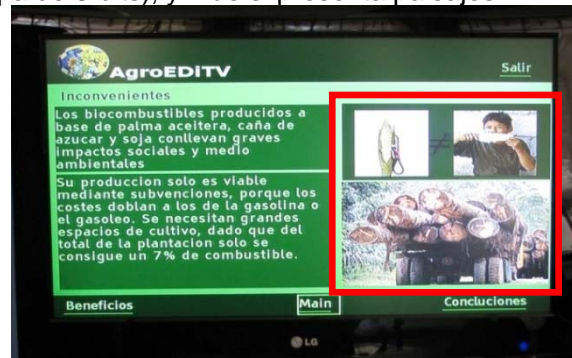 AgroEDiTV
Salir
Inconvenientes
Los biocombustibles producidos a
base de palma aceitera, caña de
azucar y soja conllevan graves
impactos sociales y medio
ambientales
Su produccion solo es viable
mediante subvenciones, porque los
costes doblan a los de la gasolina o
el gasoleo. Se necesitan grandes
espacios de cultivo, dado que del
total de la plantacion solo se
consigue un 7% de combustible.
≠
Beneficios
Main
Concluciones
LG